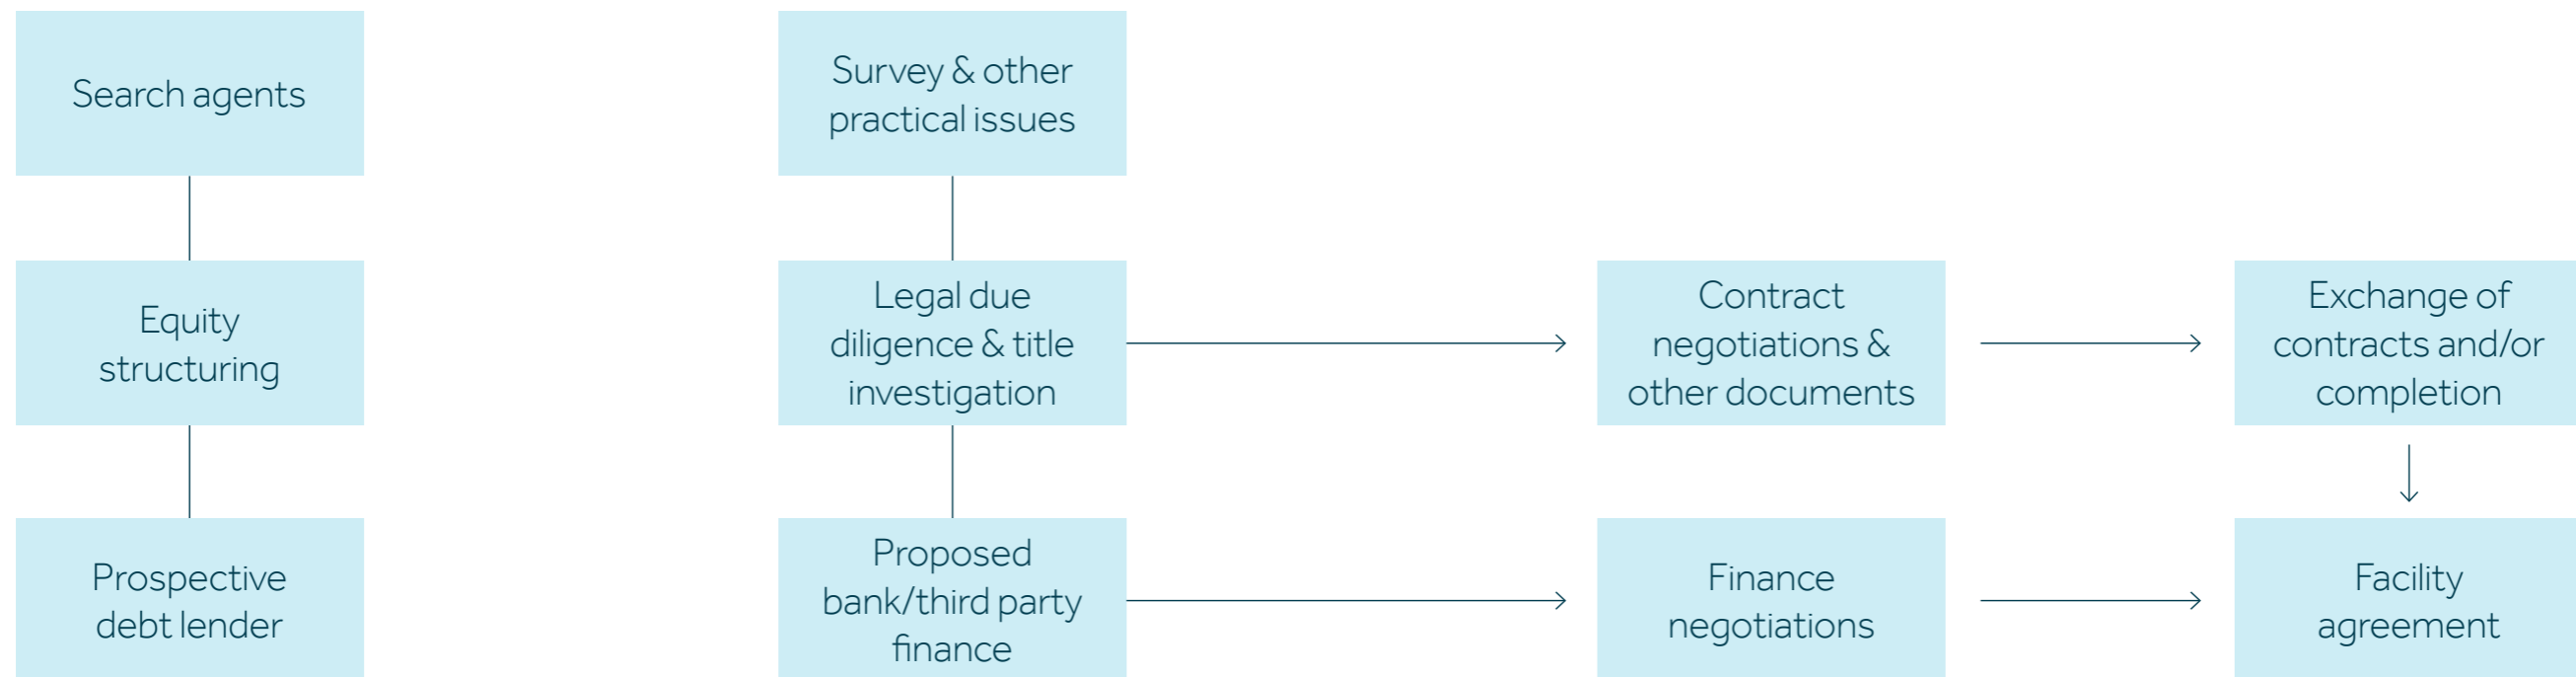 Search agents
Survey & other
practical issues
Equity
structuring
Legal due
diligence & title
investigation
Contract
negotiations &
other documents
Exchange of
contracts and/or
completion
Prospective
debt lender
Proposed
bank/third party
finance
Finance
negotiations
Facility
agreement